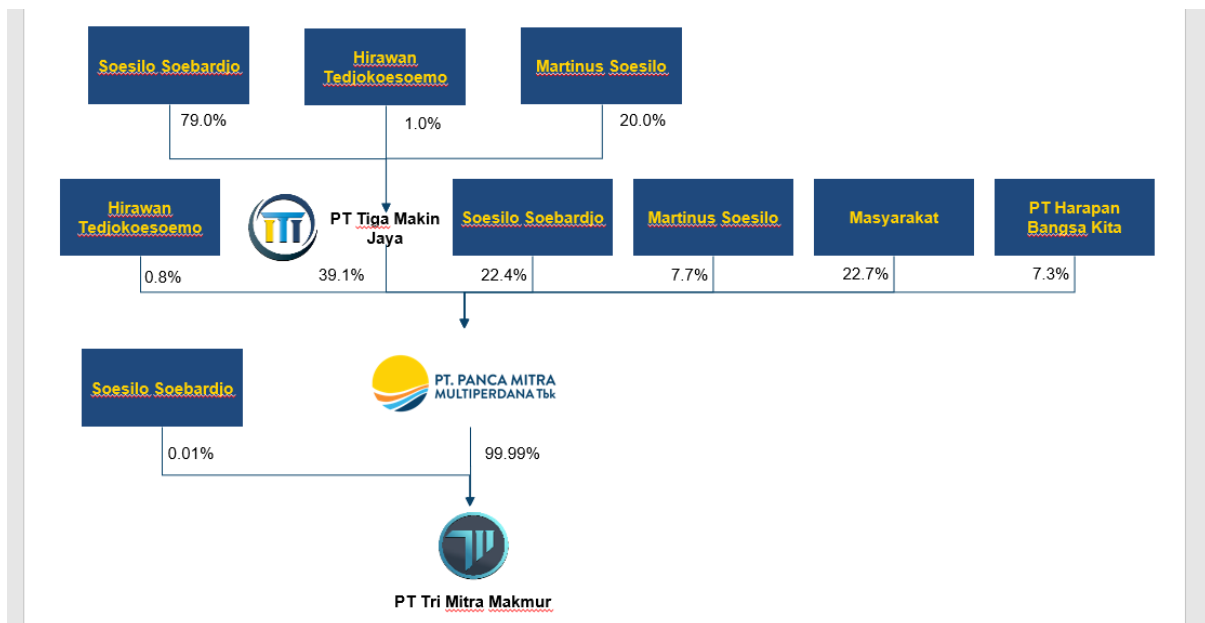 Soesilo Soebardjo
Hirawan
Tedjokoesoemo
Martinus Soesilo
79.0%
1.0%
20.0%
Hirawan
Tedjokoesoemo
PT Tiga Makin
Jaya
Soesilo Soebardjo
Martinus Soesilo
Masyarakat
PT Harapan
Bangsa Kita
0.8%
39.1%
22.4%
7.7%
22.7%
7.3%
Soesilo Soebardjo
PT. PANCA MITRA
MULTIPERDANA Tbk
0.01%
99.99%
PT Tri Mitra Makmur